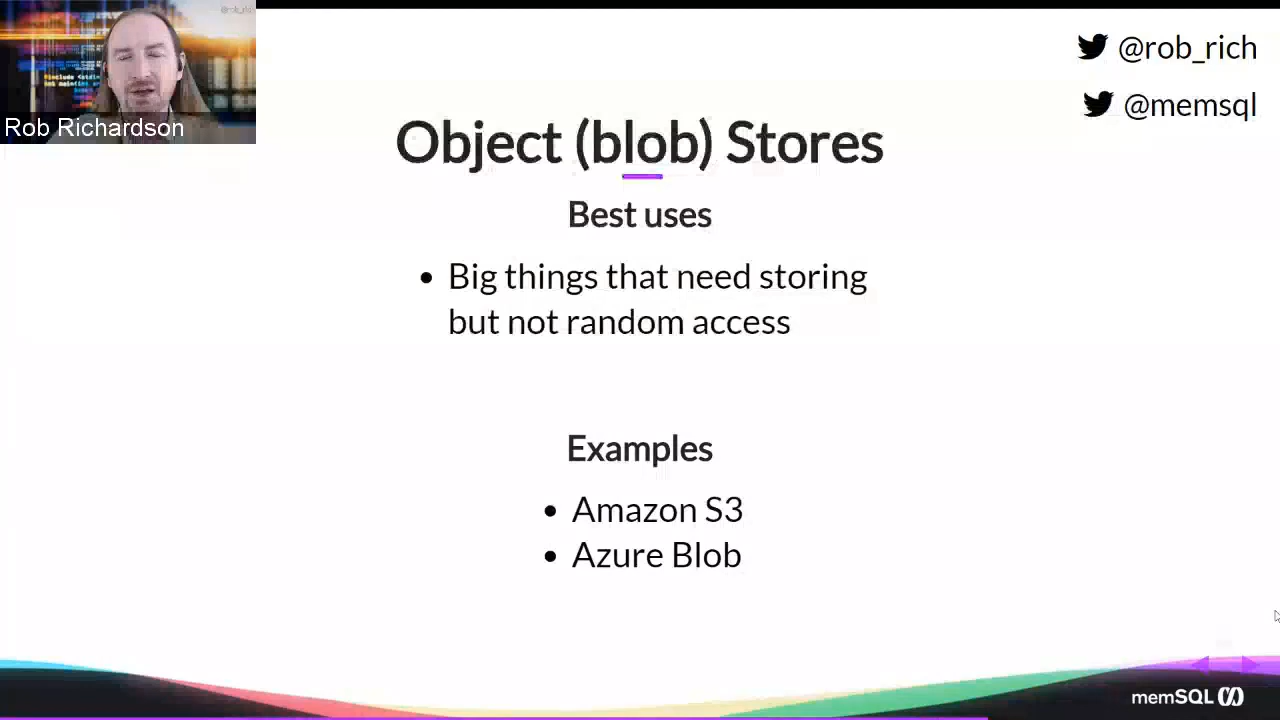 @rob_rich
@memsql
Rob Richardson
Object (blob) Stores
Best uses
• Big things that need storing
but not random access
Examples
• Amazon S3
• Azure Blob
memSQL